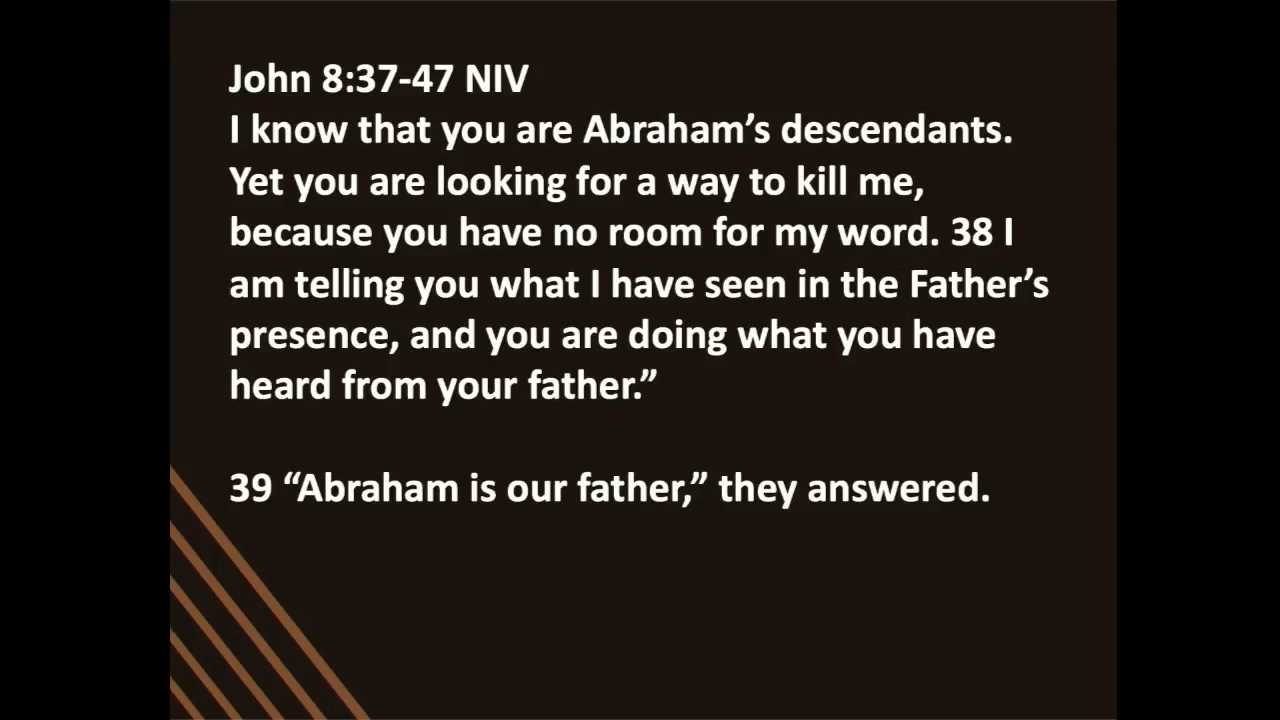 John 8:37-47 NIV
I know that you are Abraham’s descendants.
Yet you are looking for a way to kill me,
because you have no room for my word. 38 I
am telling you what I have seen in the Father’s
presence, and you are doing what you have
heard from your father.”
39 “Abraham is our father,” they answered.